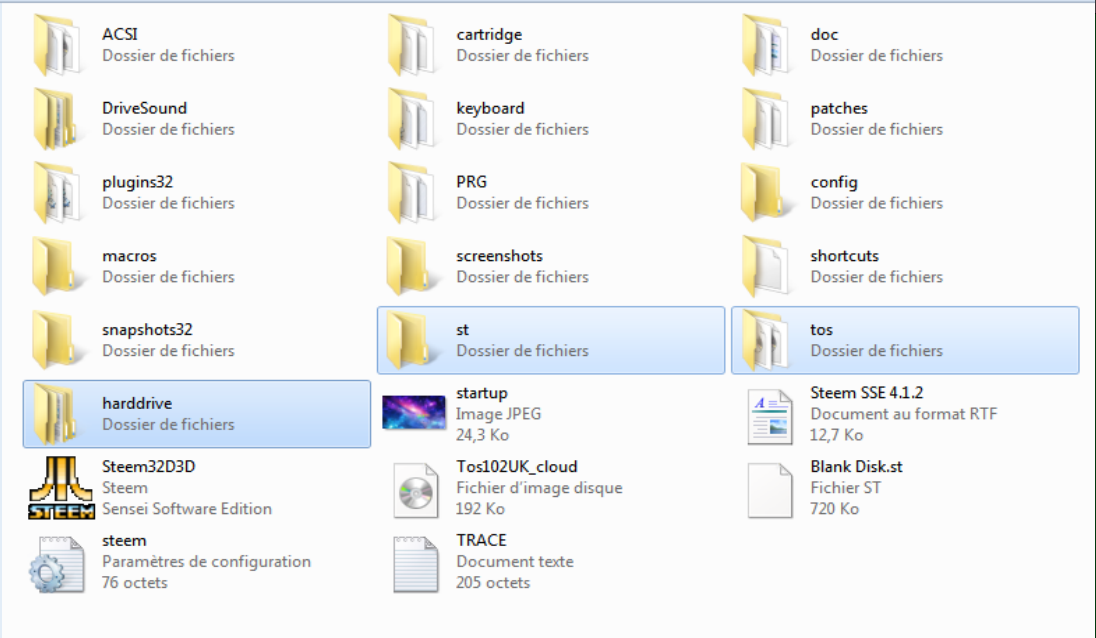 ACSI
Dossier de fichiers
cartridge
Dossier de fichiers
doc
Dossier de fichiers
DriveSound
Dossier de fichiers
keyboard
Dossier de fichiers
patches
Dossier de fichiers
plugins32
Dossier de fichiers
PRG
Dossier de fichiers
config
Dossier de fichiers
macros
Dossier de fichiers
screenshots
Dossier de fichiers
shortcuts
Dossier de fichiers
snapshots32
Dossier de fichiers
st
Dossier de fichiers
tos
Dossier de fichiers
harddrive
Dossier de fichiers
startup
Image JPEG
24,3 Ko
Steem SSE 4.1.2
Document au format RTF
12,7 Ko
STEEM
Steem32D3D
Steem
Sensei Software Edition
Tos102UK_cloud
Fichier d'image disque
192 Ko
Blank Disk.st
Fichier ST
720 Ko
steem
Paramètres de configuration
76 octets
TRACE
Document texte
205 octets